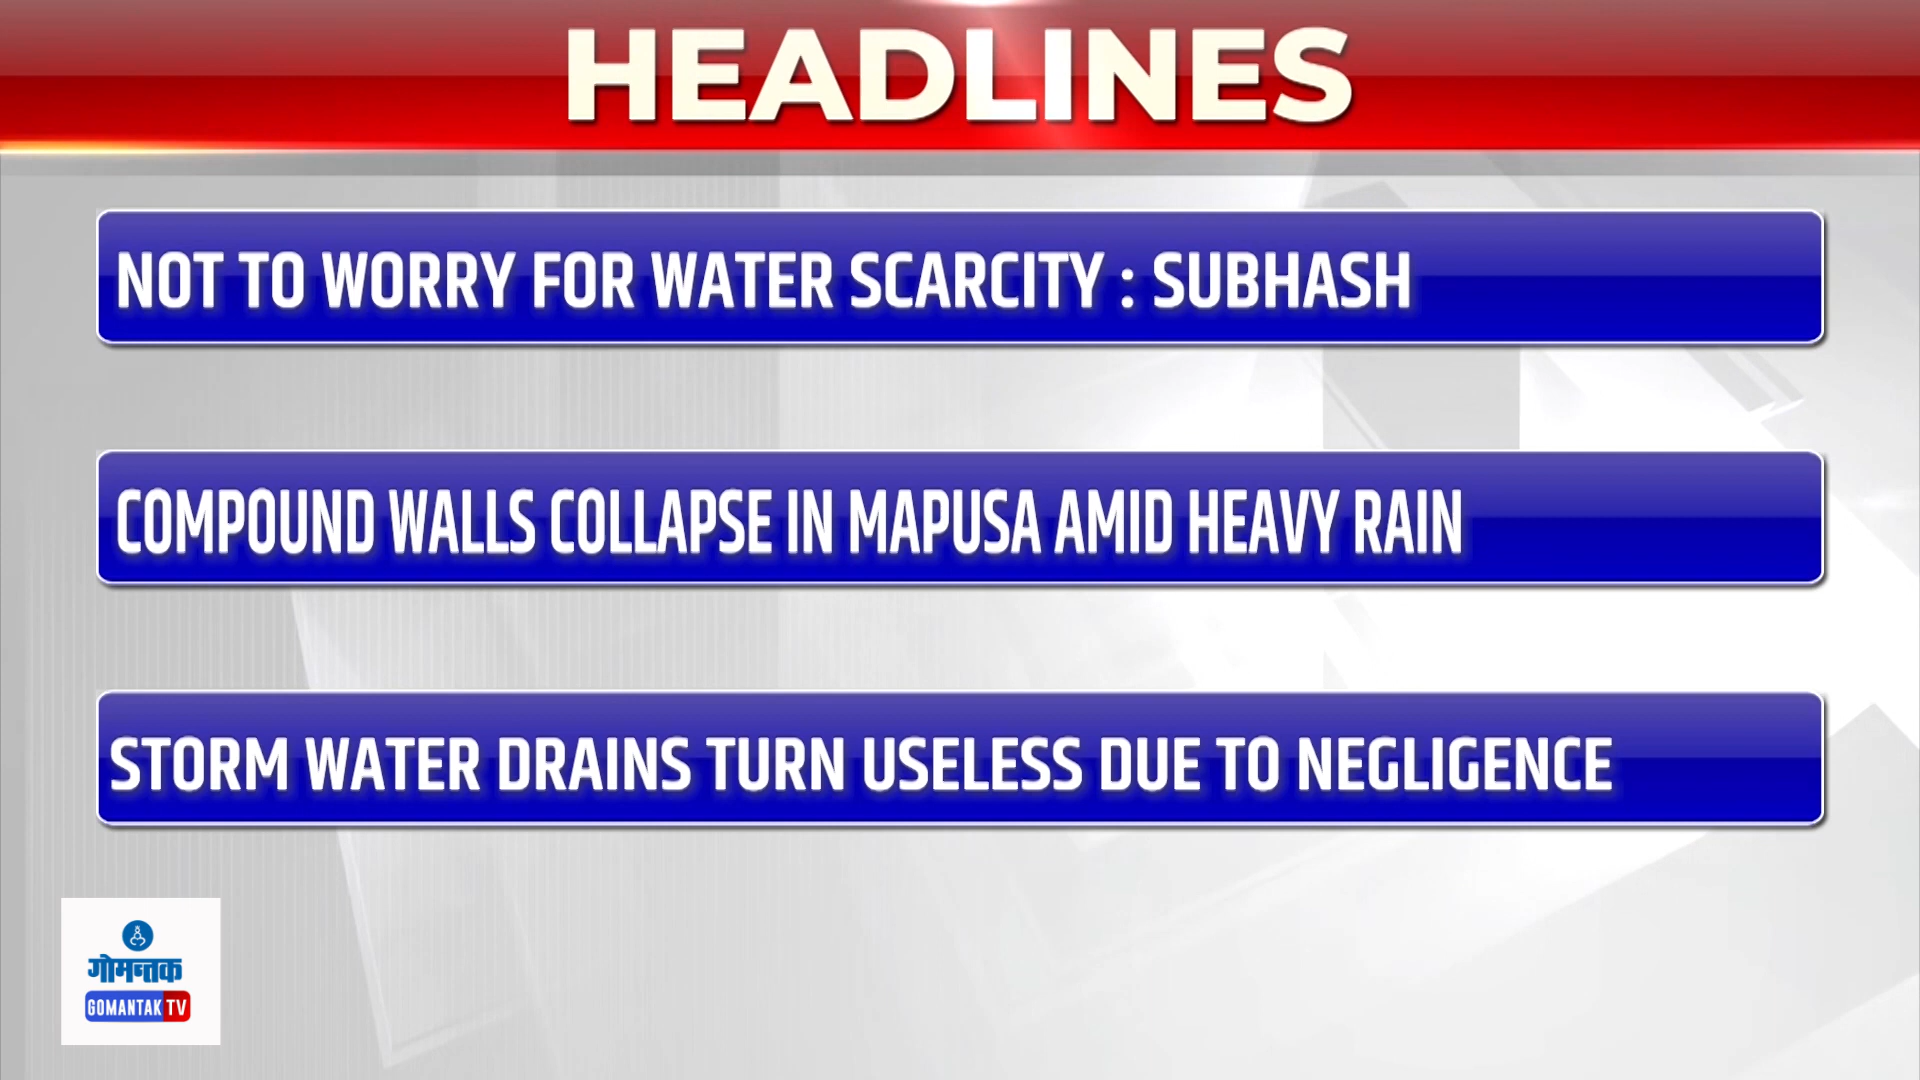 HEADLINES
NOT TO WORRY FOR WATER SCARCITY : SUBHASH
COMPOUND WALLS COLLAPSE IN MAPUSA AMID HEAVY RAIN
STORM WATER DRAINS TURN USELESS DUE TO NEGLIGENCE
गोमन्तक
GOMANTAK TV